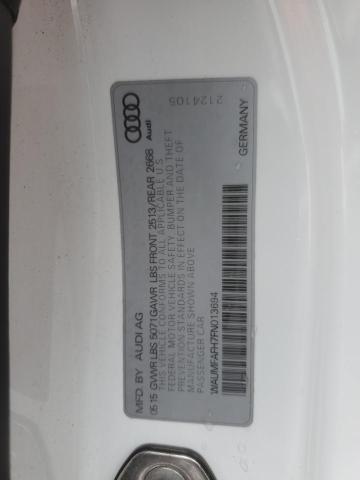 Audi
2124105
MFD. BY AUDI AG
05 15 GVWR LBS 5071 GAWR LBS FRONT 2513/REAR 2668
THIS VEHICLE CONFORMS TO ALL APPLICABLE U.S.
FEDERAL MOTOR VEHICLE SAFETY, BUMPER AND THEFT
PREVENTION STANDARDS IN EFFECT ON THE DATE OF
MANUFACTURE SHOWN ABOVE
PASSENGER CAR
WAUMFAFH7FN013694
GERMANY